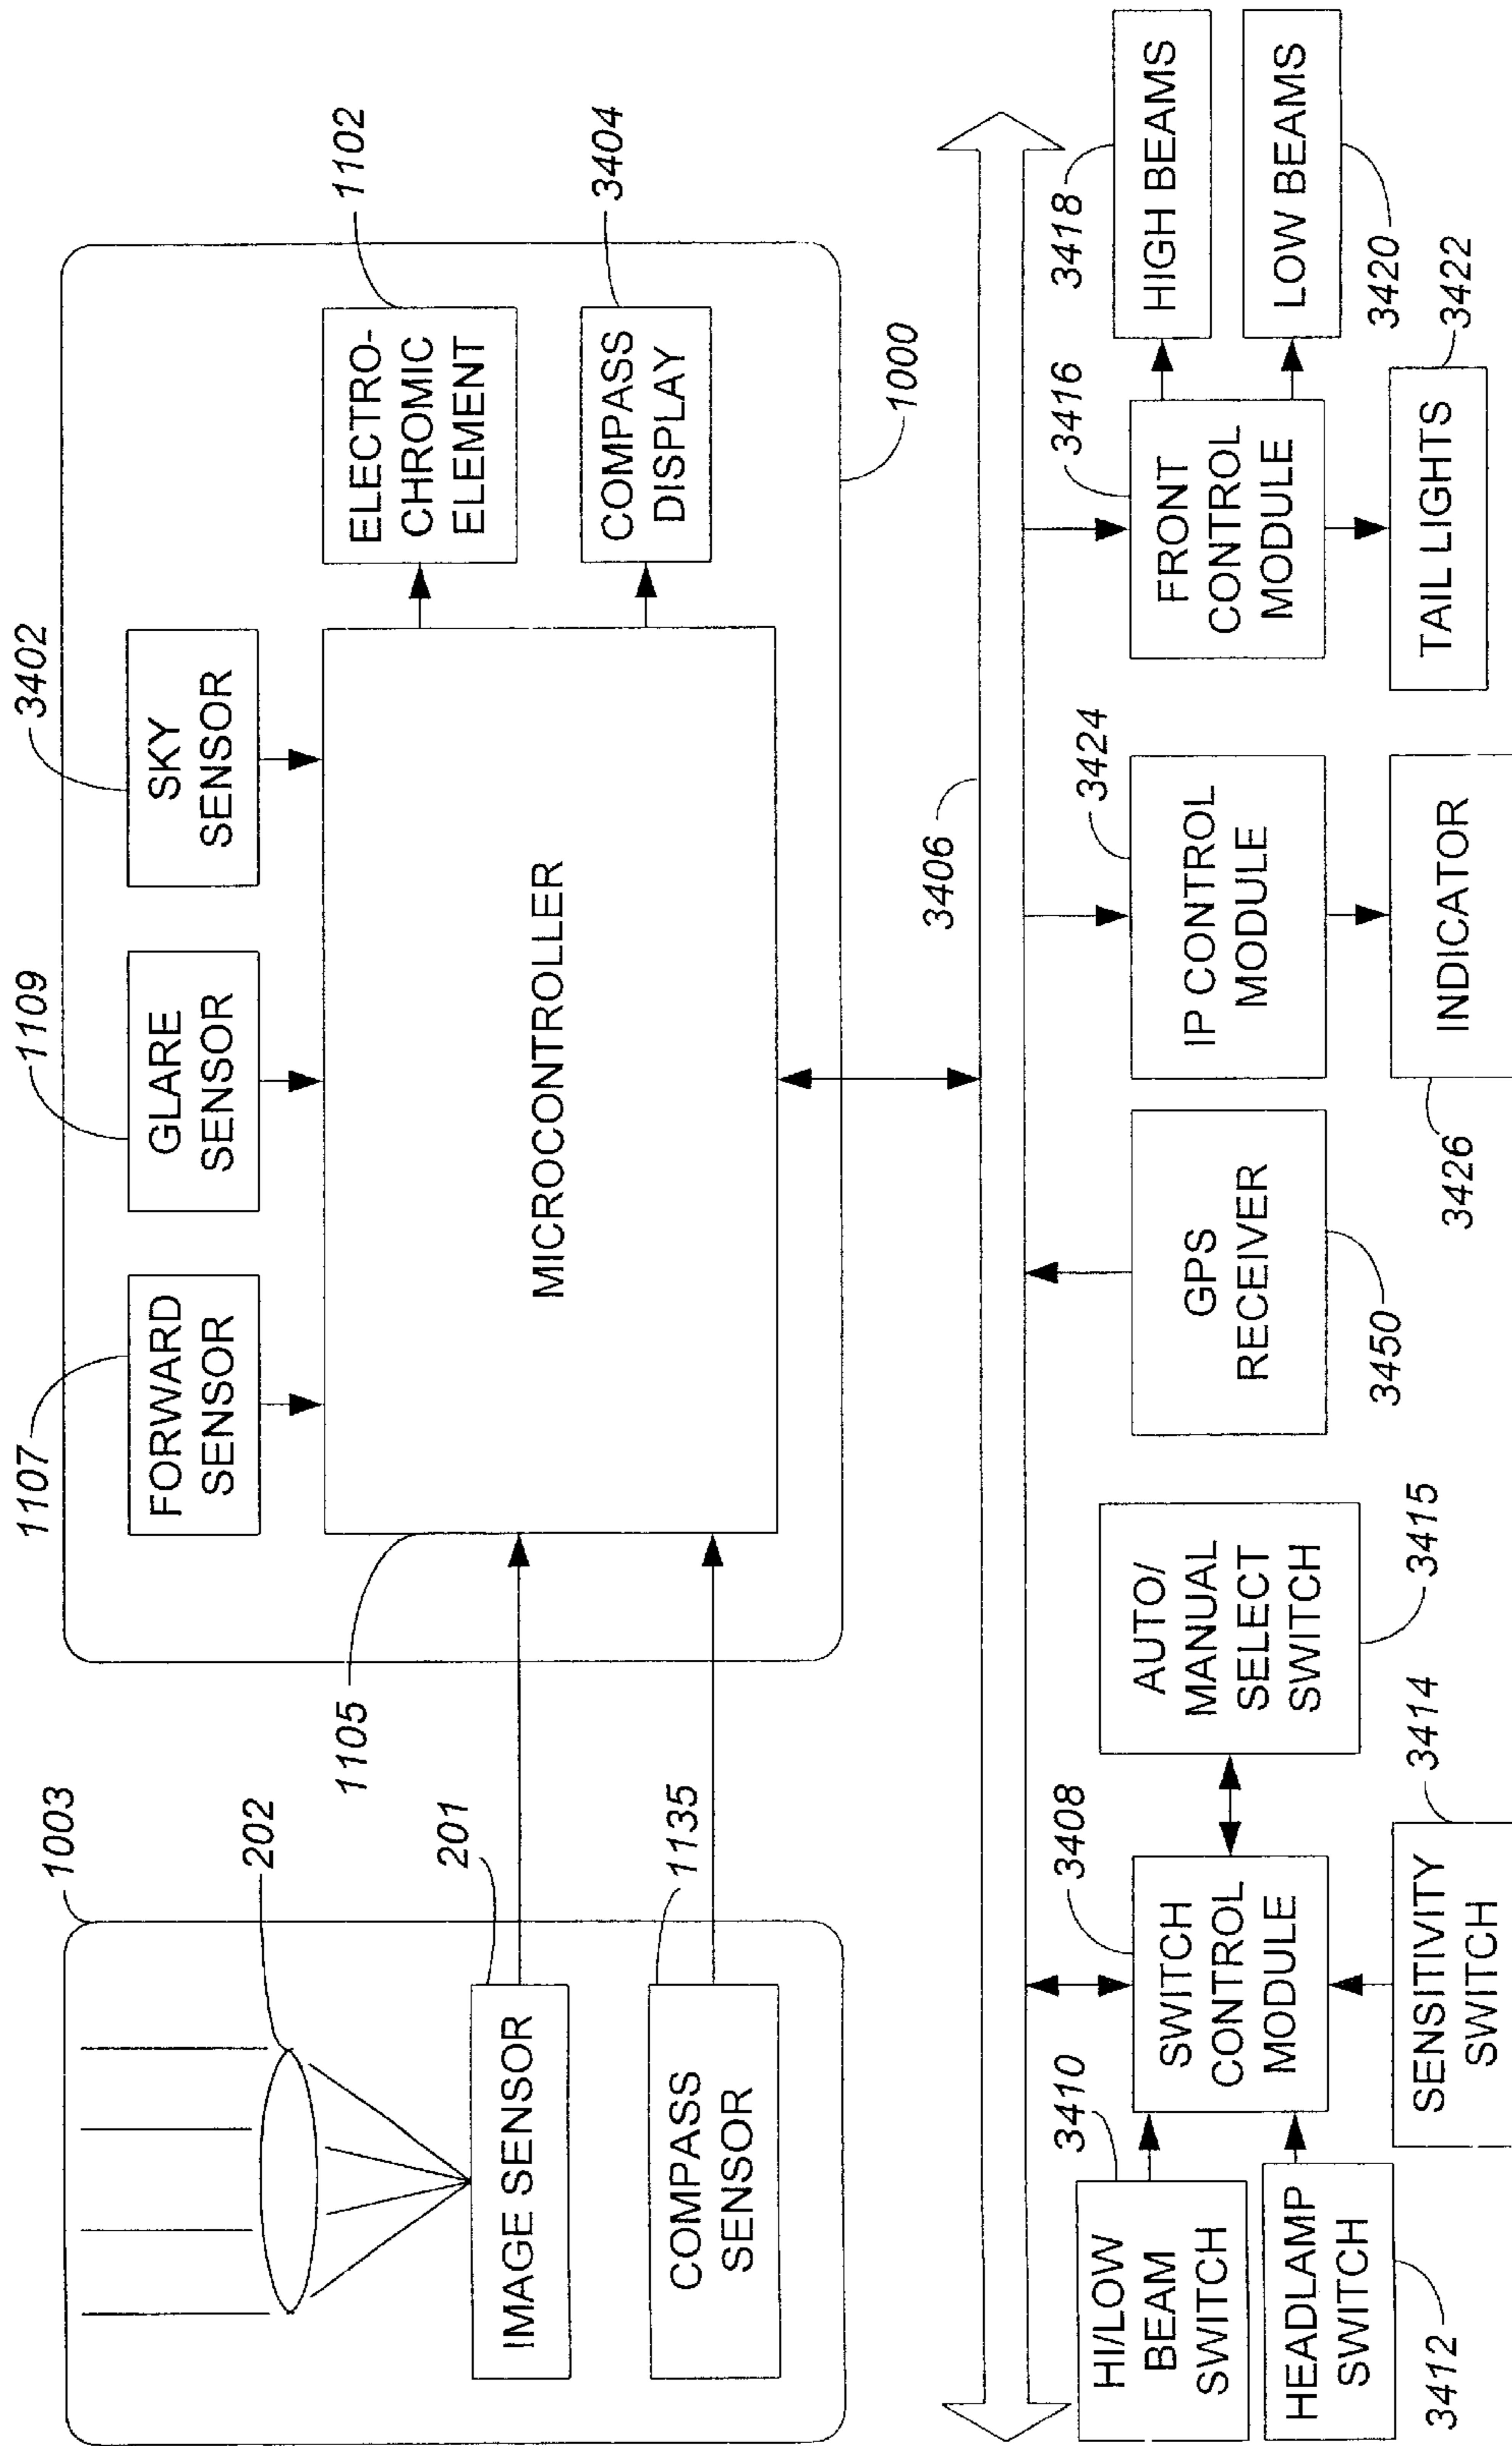 1003
202
201
IMAGE SENSOR
1135
COMPASS
SENSOR
1107
FORWARD
SENSOR
1109
GLARE
SENSOR
3402
SKY
SENSOR
1105
MICROCONTROLLER
ELECTRO-
CHROMIC
ELEMENT
1102
COMPASS
DISPLAY
3404
1000
3406
3410
HI/LOW
BEAM
SWITCH
HEADLAMP
SWITCH
3412
3408
SWITCH
CONTROL
MODULE
SENSITIVITY
SWITCH
3414
AUTO/
MANUAL
SELECT
SWITCH
3415
GPS
RECEIVER
3450
3424
IP CONTROL
MODULE
INDICATOR
3426
3416
FRONT
CONTROL
MODULE
3418
HIGH BEAMS
LOW BEAMS
3420
TAIL LIGHTS
3422